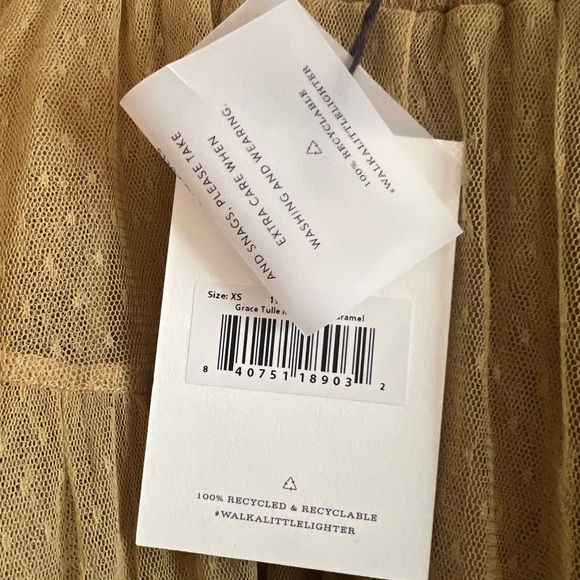 100% RECYCLABLE
#WALKALITTLELIGHTER
AND SNAGS, PLEASE TAKE
EXTRA CARE WHEN
WASHING AND WEARING.
Size: XS
Grace Tulle
8 40751 18903 2
100% RECYCLED & RECYCLABLE
#WALKALITTLELIGHTER